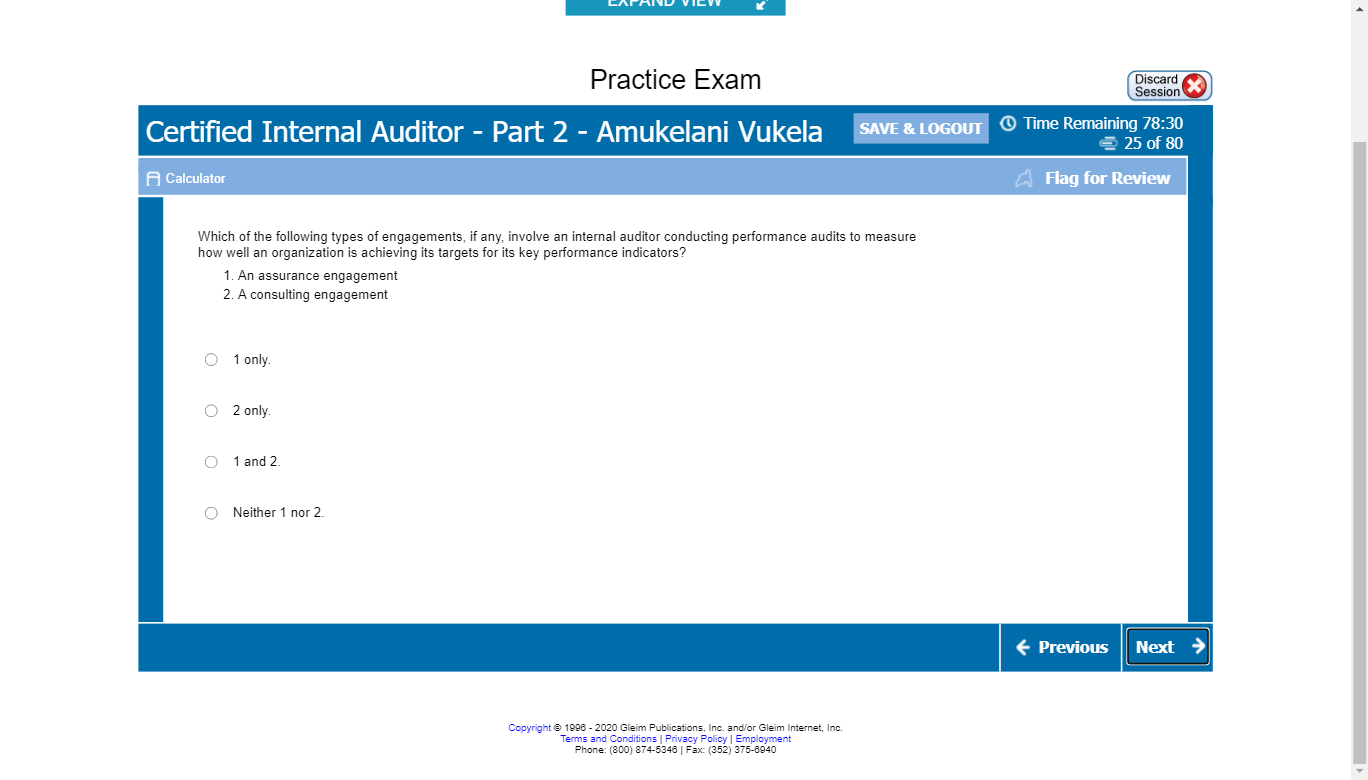 EXPAND VIEW
Practice Exam
Discard
Session
Certified Internal Auditor - Part 2 - Amukelani Vukela
SAVE & LOGOUT
Time Remaining 78:30
25 of 80
Calculator
Flag for Review
Which of the following types of engagements, if any, involve an internal auditor conducting performance audits to measure
how well an organization is achieving its targets for its key performance indicators?
1. An assurance engagement
2. A consulting engagement
1 only.
2 only.
1 and 2.
Neither 1 nor 2.
Previous
Next
Copyright © 1996 - 2020 Gleim Publications, Inc. and/or Gleim Internet, Inc.
Terms and Conditions | Privacy Policy | Employment
Phone: (800) 874-5346 | Fax: (352) 375-6940